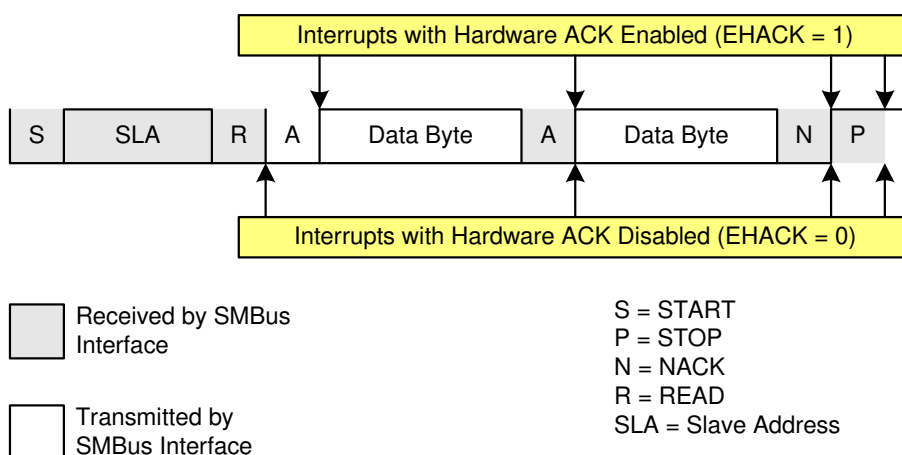 Interrupts with Hardware ACK Enabled (EHACK = 1)
S SLA R A Data Byte A Data Byte N P
Interrupts with Hardware ACK Disabled (EHACK = 0)
Received by SMBus
Interface
Transmitted by
SMBus Interface
S = START
P = STOP
N = NACK
R = READ
SLA = Slave Address